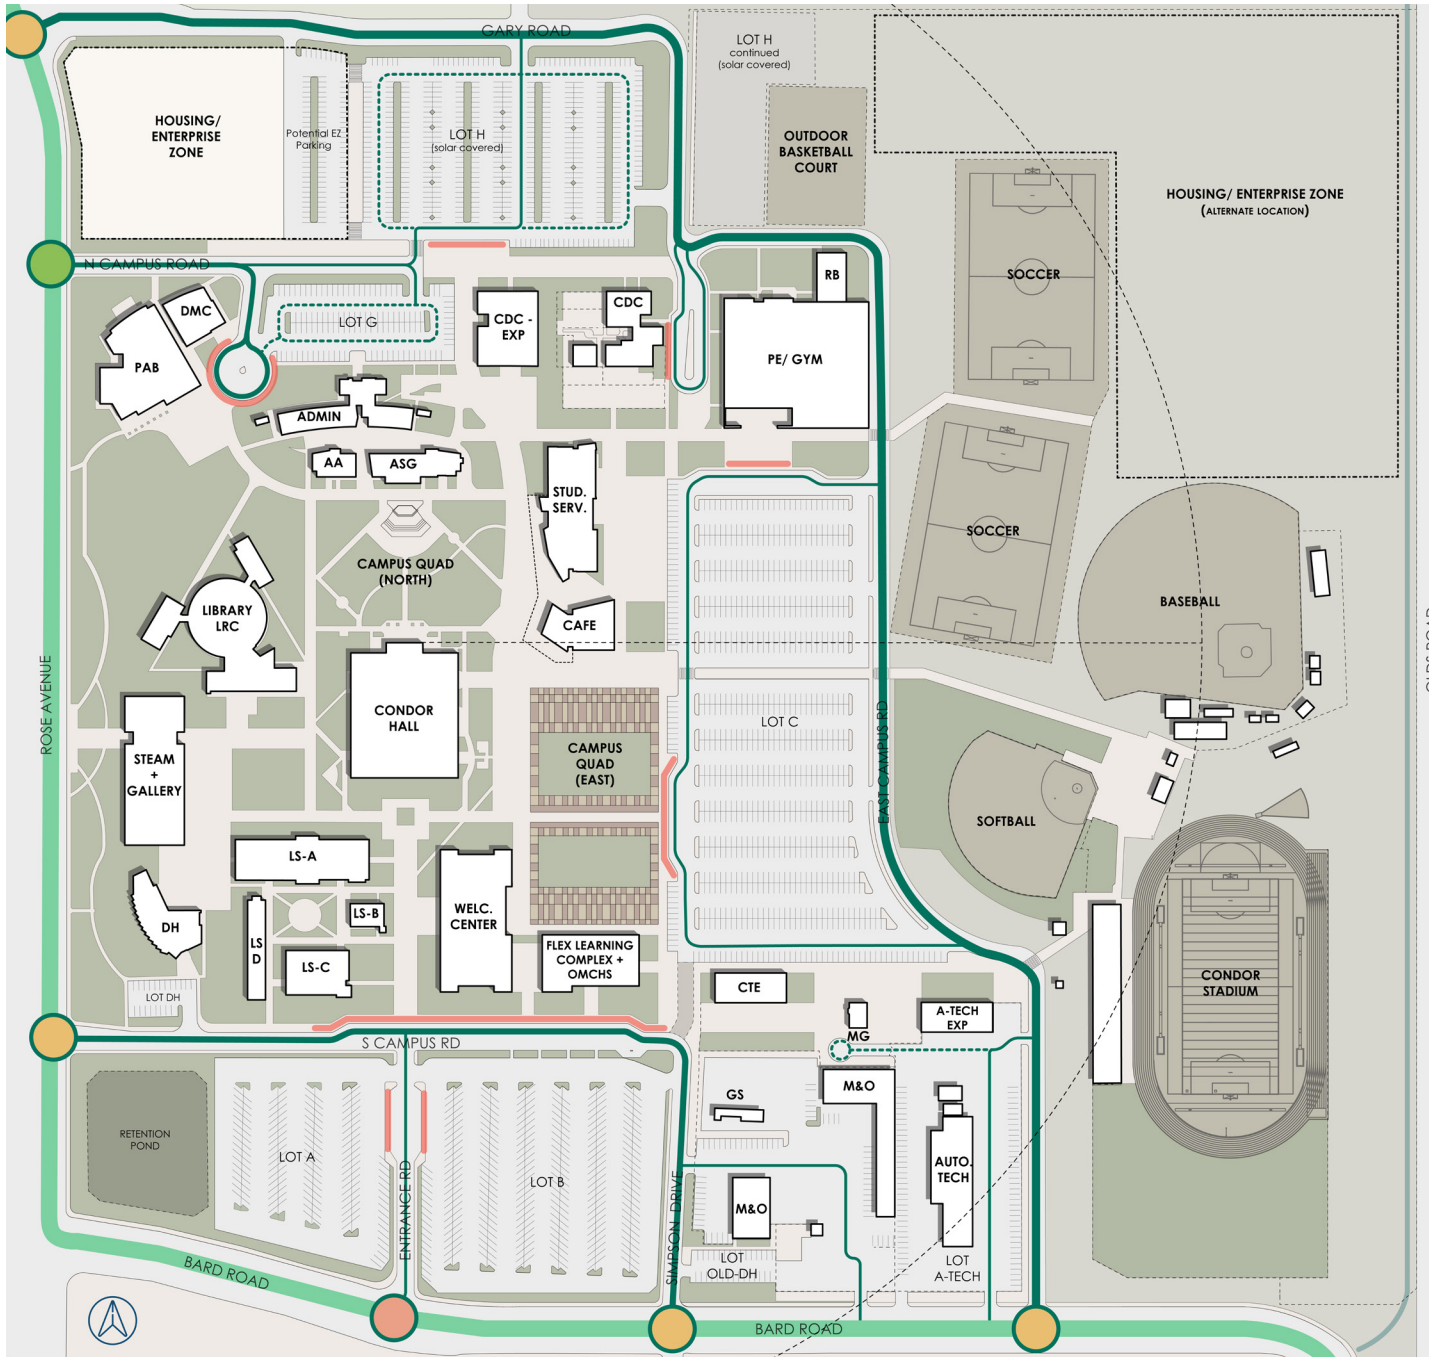 GARY ROAD
LOT H
continued
(solar covered)
HOUSING/
ENTERPRISE
ZONE
Potential EZ
Parking
LOT H
(solar covered)
OUTDOOR
BASKETBALL
COURT
HOUSING/ ENTERPRISE ZONE
(ALTERNATE LOCATION)
N CAMPUS ROAD
RB
SOCCER
DMC
LOT G
CDC -
EXP
CDC
PAB
PE/ GYM
ADMIN
AA
ASG
STUD.
SERV.
SOCCER
CAMPUS QUAD
(NORTH)
LIBRARY
LRC
CAFE
BASEBALL
ROSE AVENUE
CONDOR
HALL
LOT C
EAST CAMPUS RD
STEAM
+
GALLERY
CAMPUS
QUAD
(EAST)
SOFTBALL
LS-A
LS-B
WELC.
CENTER
DH
LS
D
LS-C
FLEX LEARNING
COMPLEX +
OMCHS
CONDOR
STADIUM
LOT DH
CTE
A-TECH
EXP
MG
S CAMPUS RD
M&O
GS
RETENTION
POND
LOT A
ENTRANCE RD
LOT B
SIMPSON DRIVE
AUTO.
TECH
M&O
LOT
OLD-DH
LOT
A-TECH
BARD ROAD
BARD ROAD